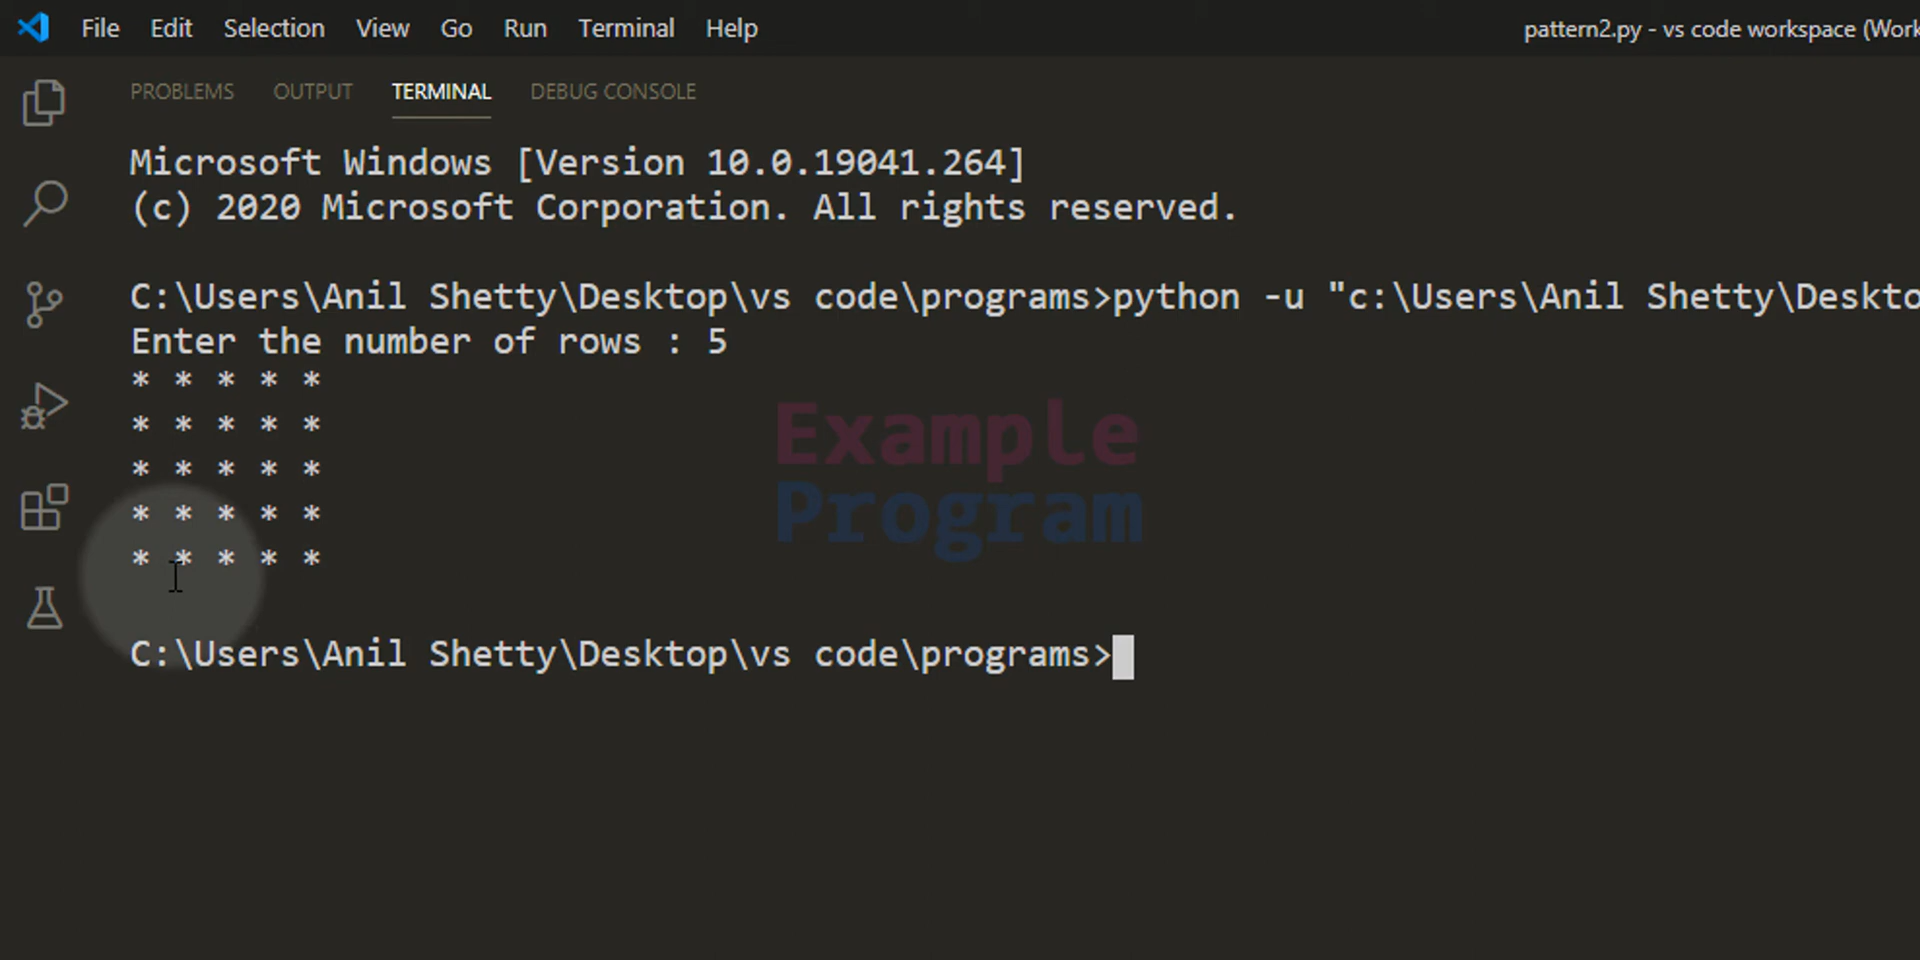 File Edit Selection View Go Run Terminal Help pattern2.py - vs code workspace (Work
PROBLEMS OUTPUT TERMINAL DEBUG CONSOLE
Microsoft Windows [Version 10.0.19041.264]
(c) 2020 Microsoft Corporation. All rights reserved.
C:\Users\Anil Shetty\Desktop\vs code\programs>python -u "c:\Users\Anil Shetty\Deskto
Enter the number of rows : 5
* * * * *
* * * * *
* * * * *
* * * * *
* * * * *
Example
Program
C:\Users\Anil Shetty\Desktop\vs code\programs>